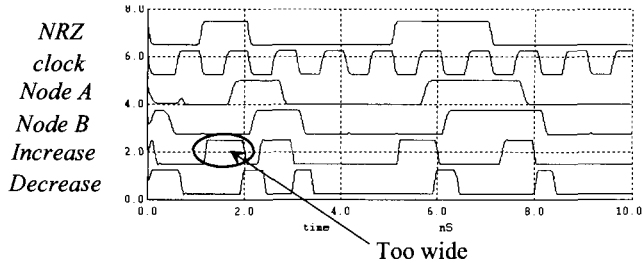 8.0
NRZ
clock
6.0
Node A
4.0
Node B
Increase
2.0
Decrease
0.0
0.0 2.0 4.0 6.0 8.0 10.0
time nS
Too wide